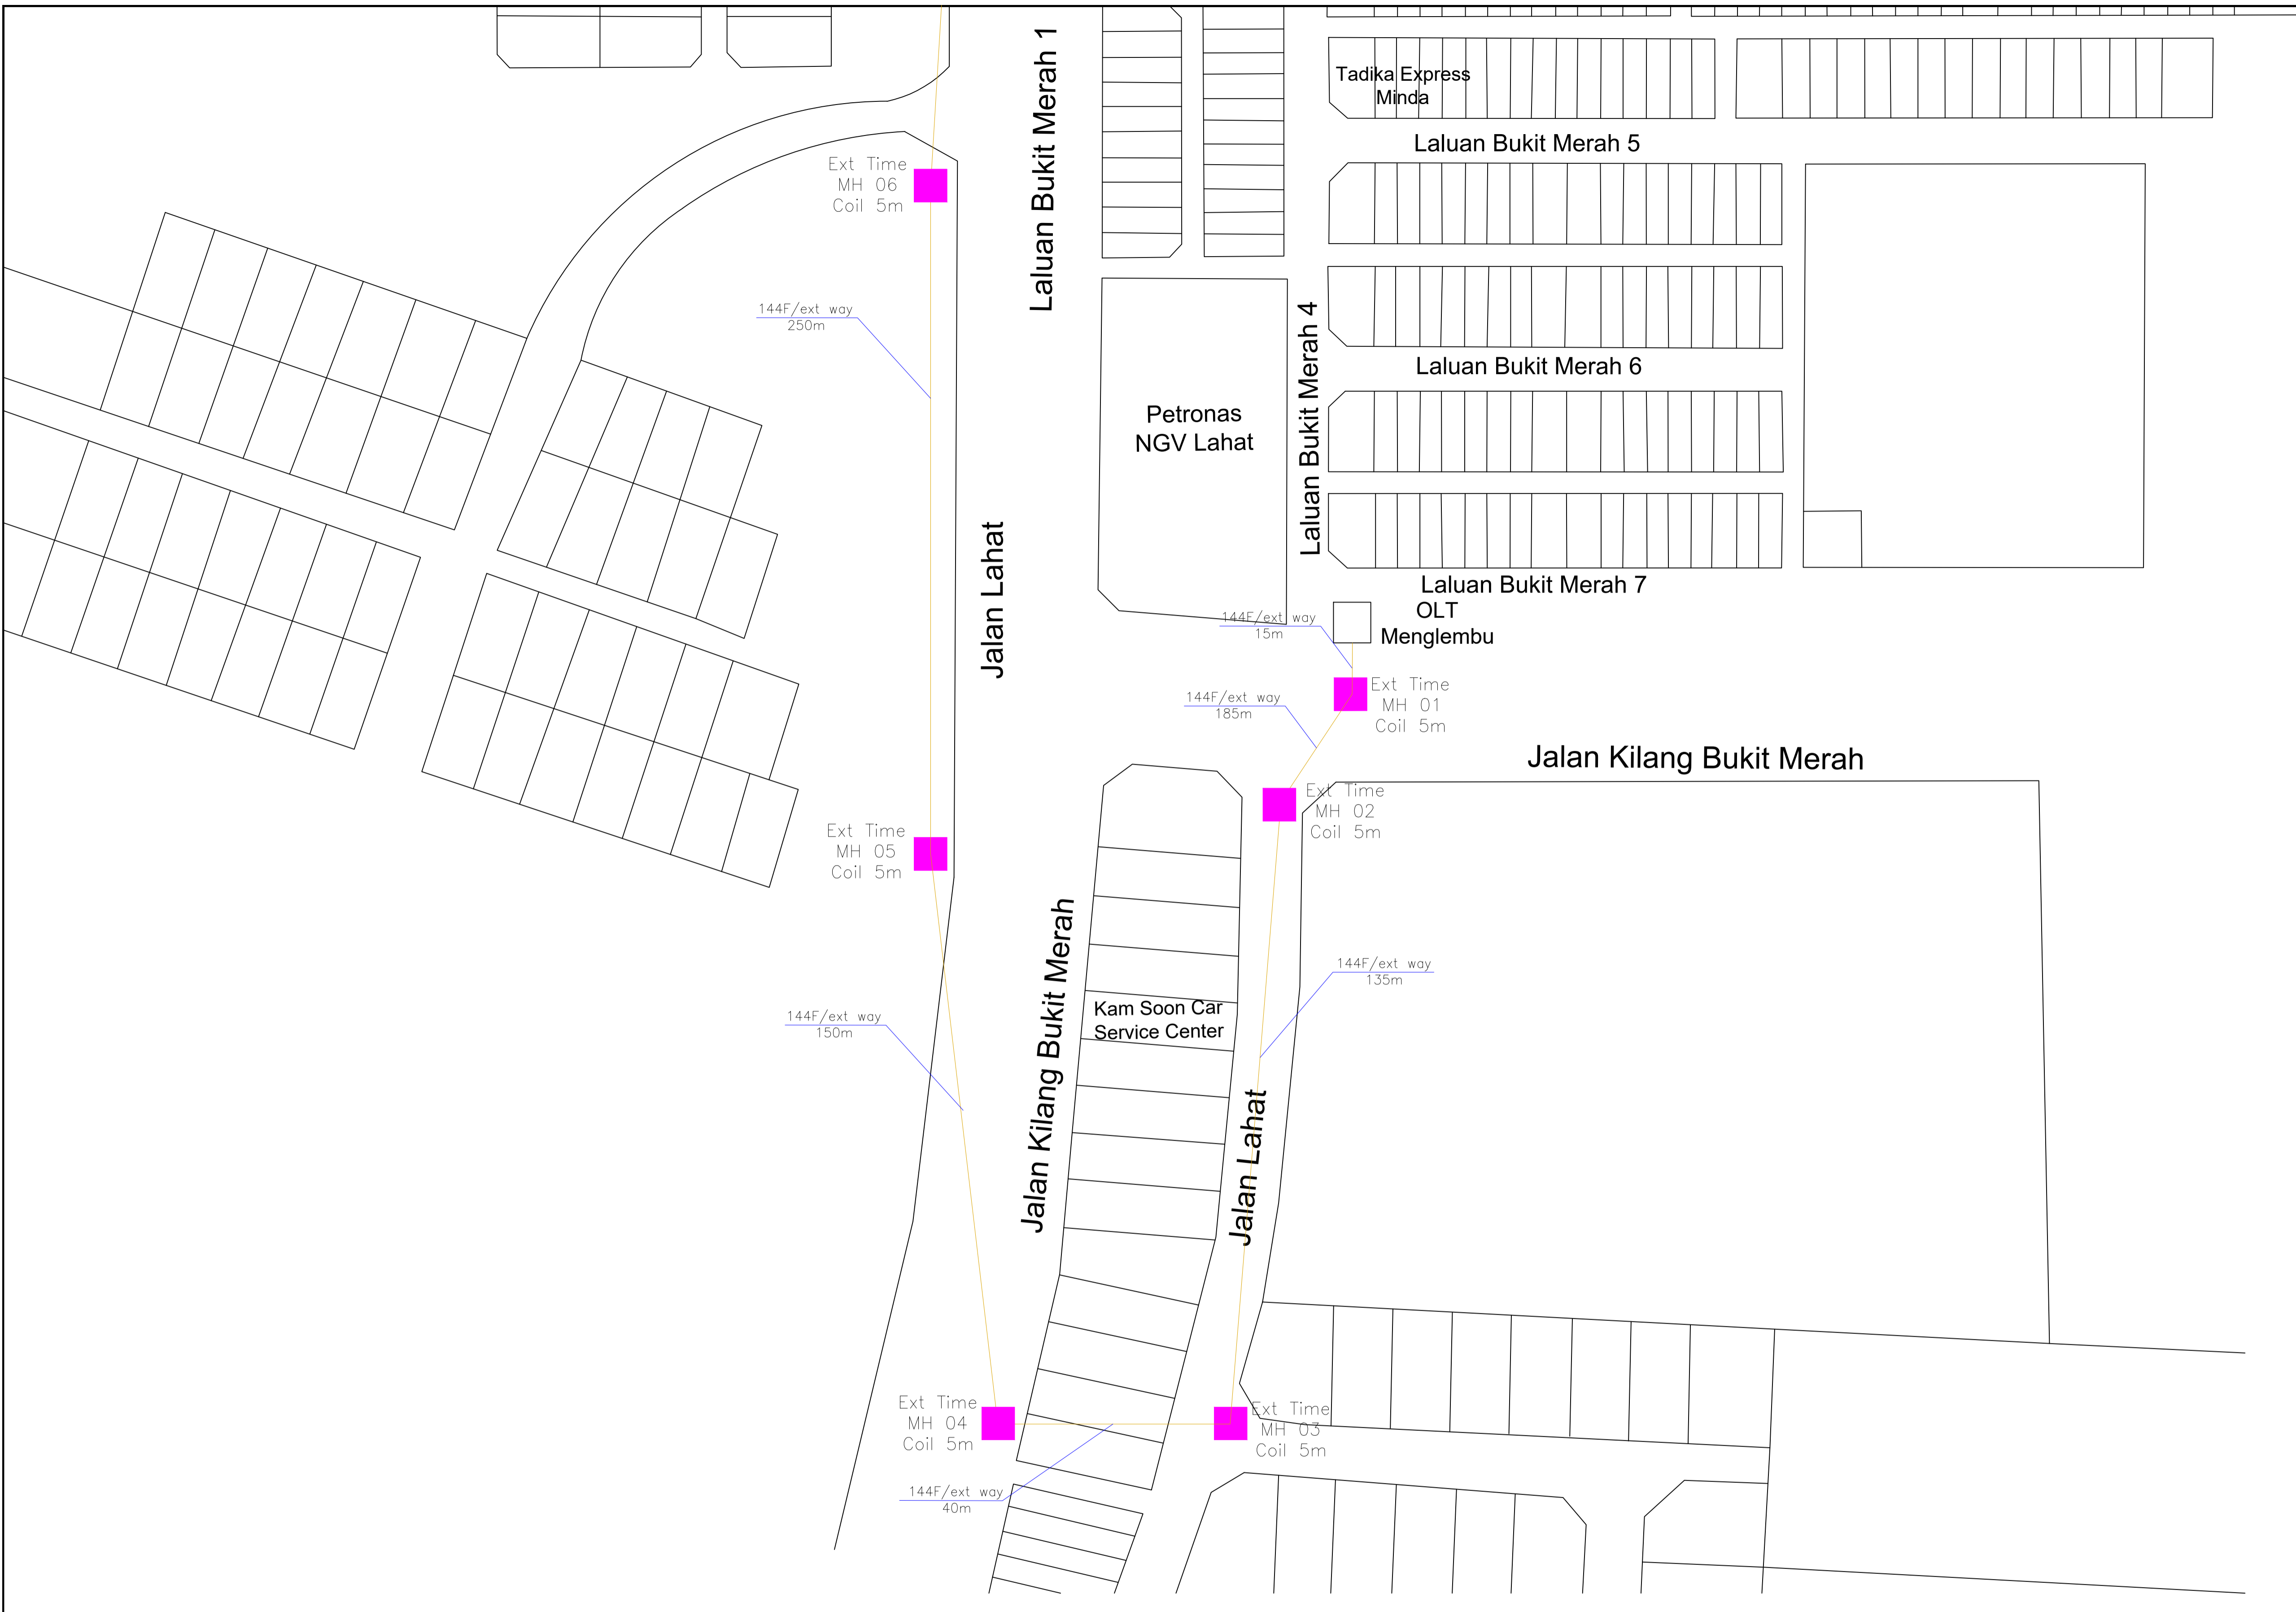 Laluan Bukit Merah 1
Tadika Express
Minda
Laluan Bukit Merah 5
Ext Time
MH 06
Coil 5m
144F/ext way
250m
Laluan Bukit Merah 4
Laluan Bukit Merah 6
Petronas
NGV Lahat
Jalan Lahat
Laluan Bukit Merah 7
OLT
Menglembu
144F/ext way
15m
Ext Time
MH 01
Coil 5m
144F/ext way
185m
Jalan Kilang Bukit Merah
Ext Time
MH 02
Coil 5m
Ext Time
MH 05
Coil 5m
Jalan Kilang Bukit Merah
144F/ext way
135m
Kam Soon Car
Service Center
144F/ext way
150m
Jalan Lahat
Ext Time
MH 04
Coil 5m
Ext Time
MH 03
Coil 5m
144F/ext way
40m